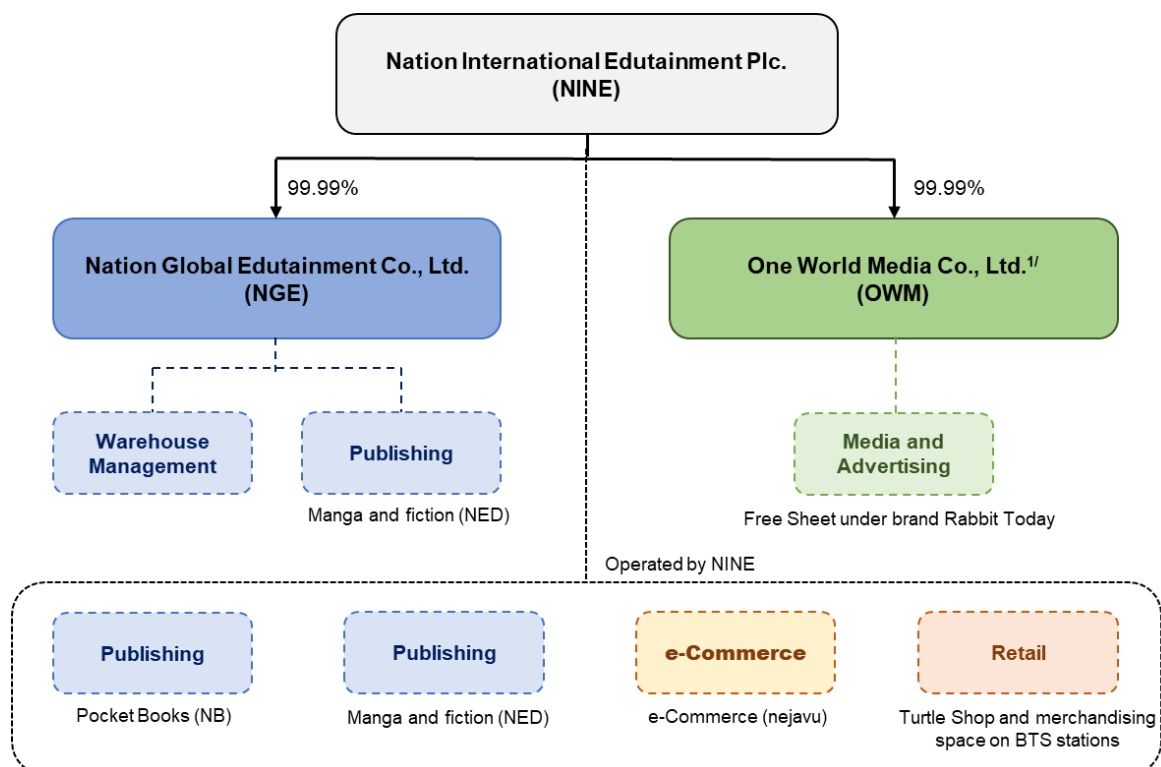 Nation International Edutainment Plc.
(NINE)
99.99%
99.99%
Nation Global Edutainment Co., Ltd.
(NGE)
One World Media Co., Ltd.1/
(OWM)
Warehouse
Management
Publishing
Media and
Advertising
Manga and fiction (NED)
Free Sheet under brand Rabbit Today
Operated by NINE
Publishing
Publishing
e-Commerce
Retail
Pocket Books (NB)
Manga and fiction (NED)
e-Commerce (nejavu)
Turtle Shop and merchandising
space on BTS stations